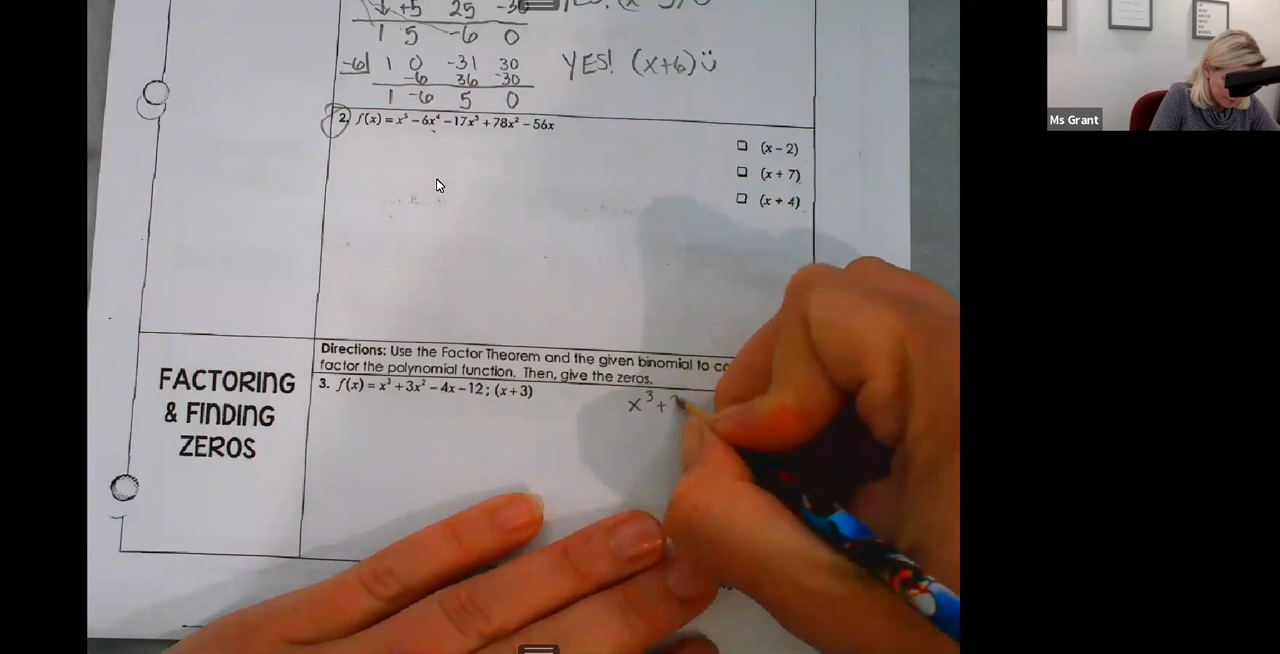 ↓ +5 25 -30
1 5 -6 0
-6| 1 0 -31 30
-6 36 -30
1 -6 5 0
YES! (x+6)
2. f(x) = x⁵ – 6x⁴ – 17x³ + 78x² – 56x
(x – 2)
(x + 7)
(x + 4)
FACTORING
& FINDING
ZEROS
Directions: Use the Factor Theorem and the given binomial to
factor the polynomial function. Then, give the zeros.
3. f(x) = x³ + 3x² – 4x – 12 ; (x + 3)
x³+
Ms Grant